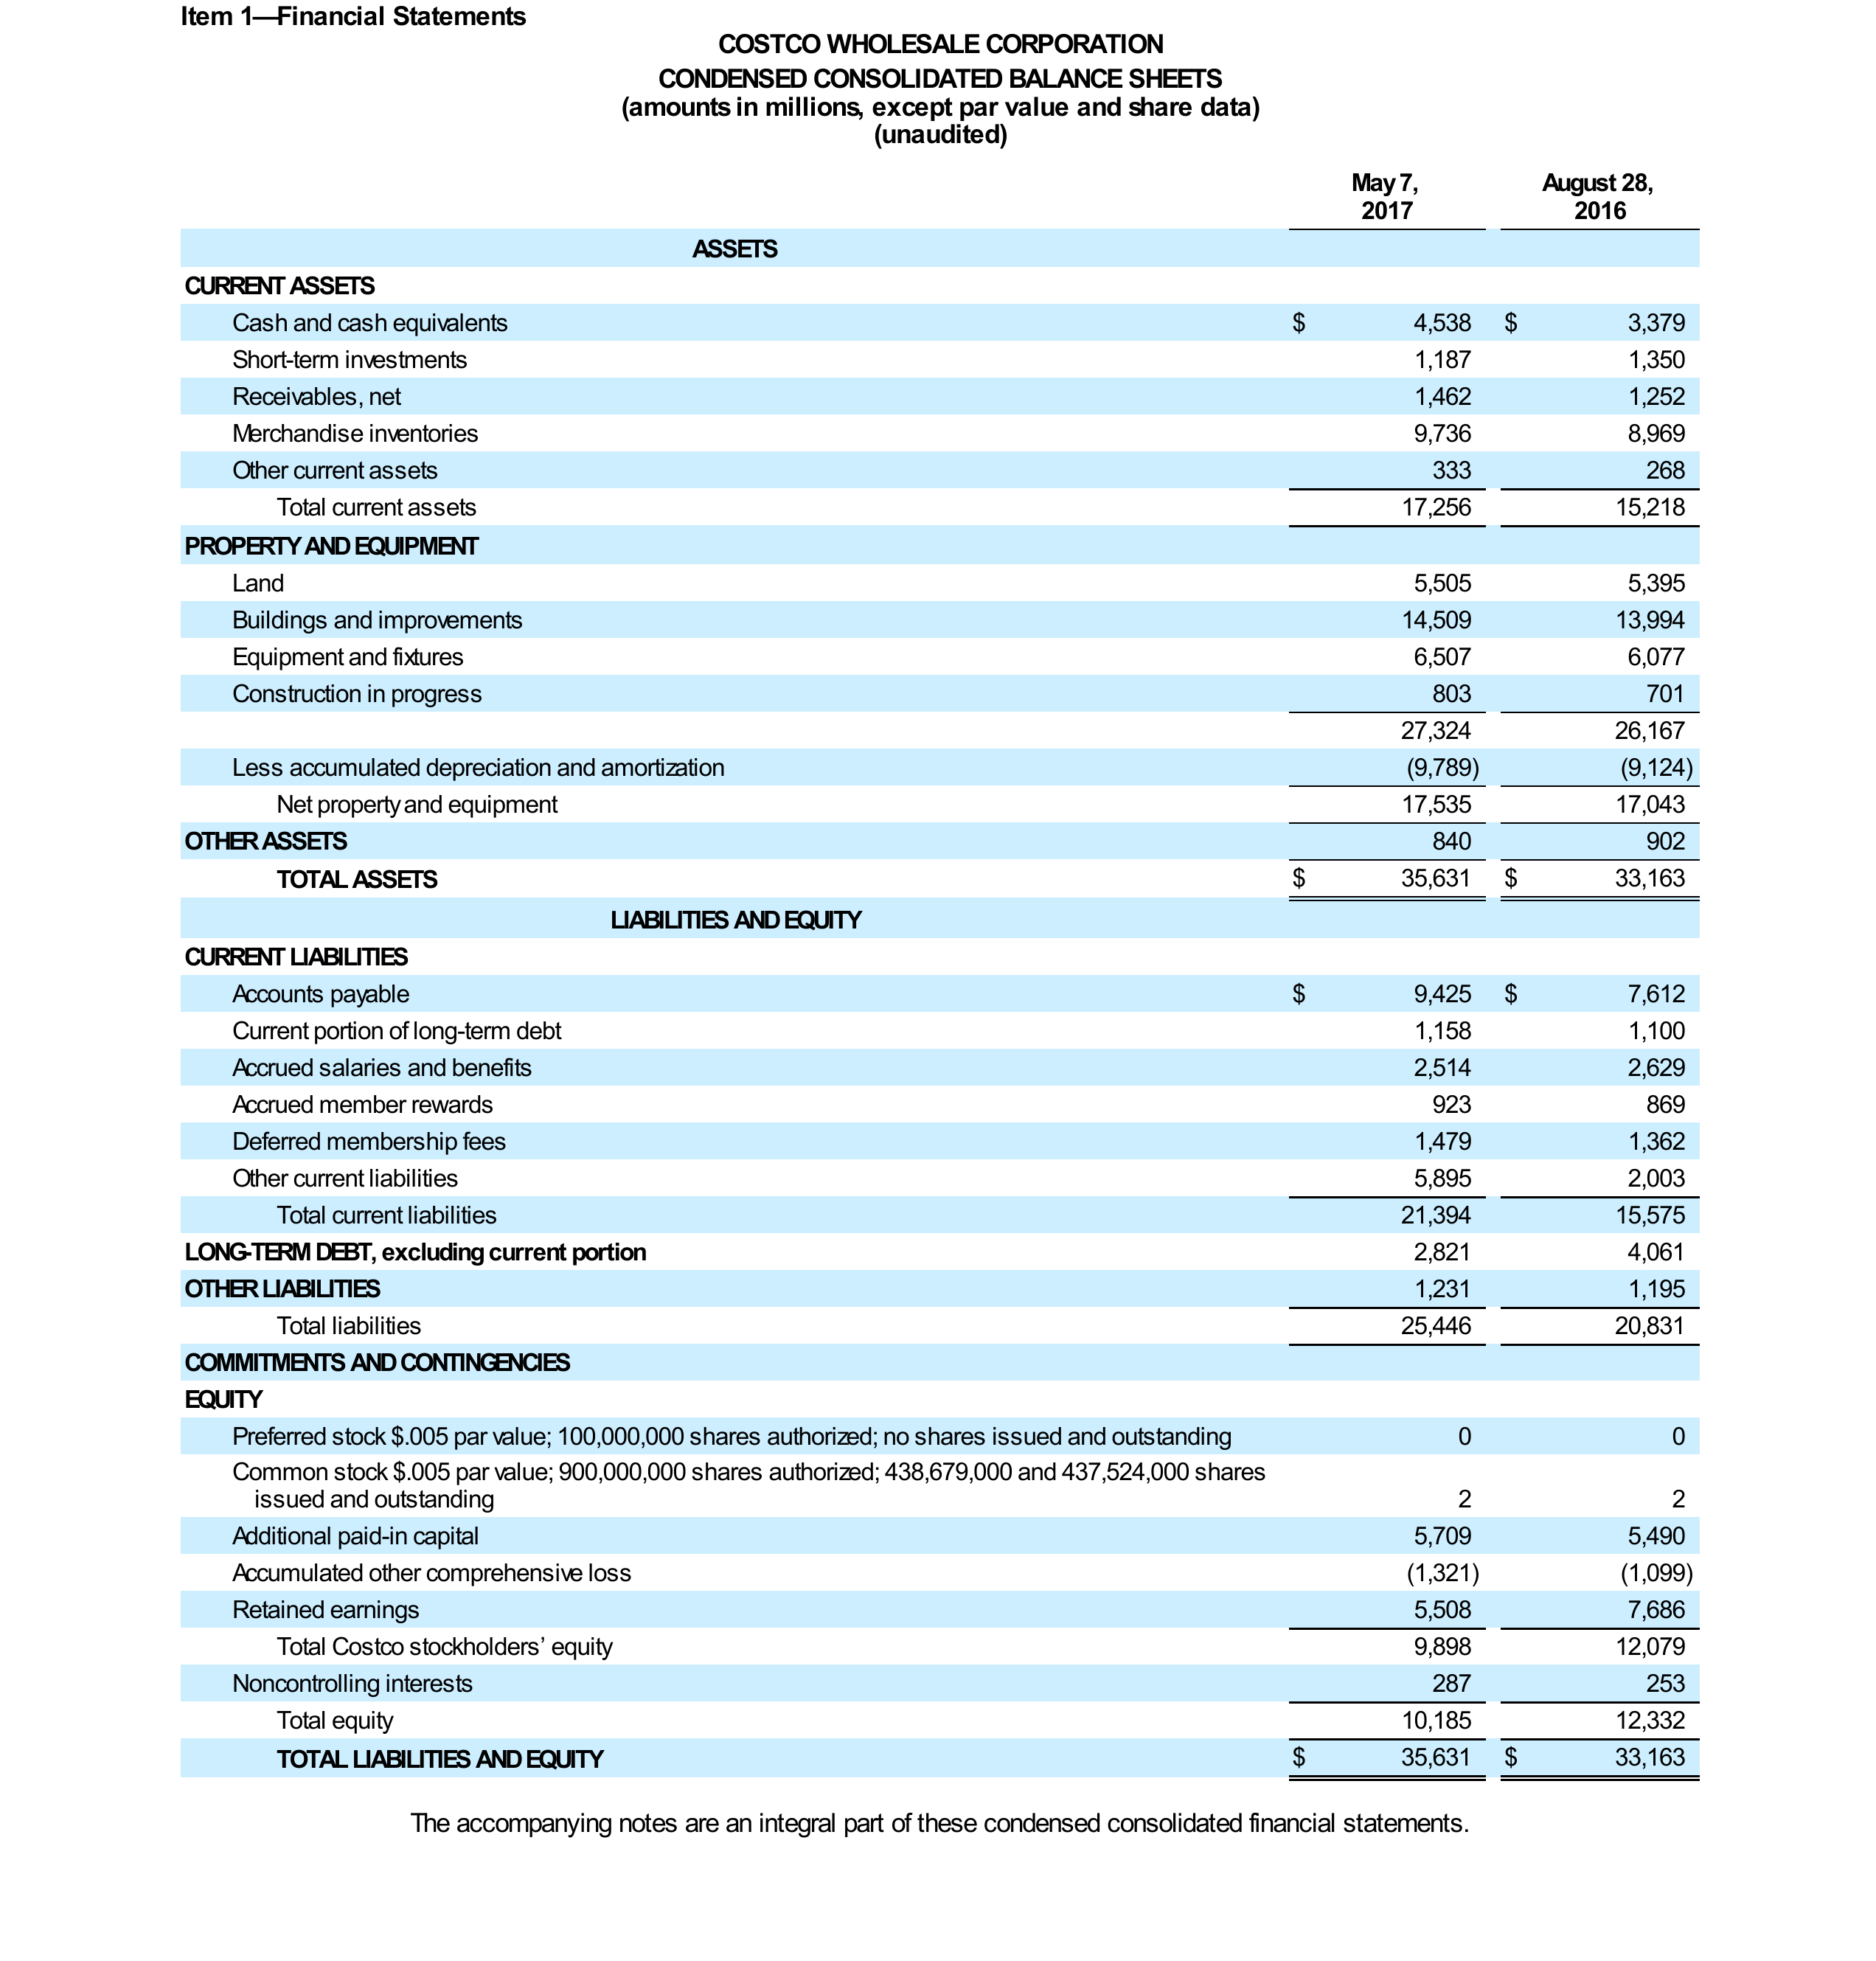 Item 1—Financial Statements
COSTCO WHOLESALE CORPORATION
CONDENSED CONSOLIDATED BALANCE SHEETS
(amounts in millions, except par value and share data)
(unaudited)
May 7, August 28,
2017 2016
ASSETS
CURRENT ASSETS
Cash and cash equivalents $ 4,538 $ 3,379
Short-term investments 1,187 1,350
Receivables, net 1,462 1,252
Merchandise inventories 9,736 8,969
Other current assets 333 268
Total current assets 17,256 15,218
PROPERTY AND EQUIPMENT
Land 5,505 5,395
Buildings and improvements 14,509 13,994
Equipment and fixtures 6,507 6,077
Construction in progress 803 701
27,324 26,167
Less accumulated depreciation and amortization (9,789) (9,124)
Net property and equipment 17,535 17,043
OTHER ASSETS 840 902
TOTAL ASSETS $ 35,631 $ 33,163
LIABILITIES AND EQUITY
CURRENT LIABILITIES
Accounts payable $ 9,425 $ 7,612
Current portion of long-term debt 1,158 1,100
Accrued salaries and benefits 2,514 2,629
Accrued member rewards 923 869
Deferred membership fees 1,479 1,362
Other current liabilities 5,895 2,003
Total current liabilities 21,394 15,575
LONG-TERM DEBT, excluding current portion 2,821 4,061
OTHER LIABILITIES 1,231 1,195
Total liabilities 25,446 20,831
COMMITMENTS AND CONTINGENCIES
EQUITY
Preferred stock $.005 par value; 100,000,000 shares authorized; no shares issued and outstanding 0 0
Common stock $.005 par value; 900,000,000 shares authorized; 438,679,000 and 437,524,000 shares
issued and outstanding 2 2
Additional paid-in capital 5,709 5,490
Accumulated other comprehensive loss (1,321) (1,099)
Retained earnings 5,508 7,686
Total Costco stockholders’ equity 9,898 12,079
Noncontrolling interests 287 253
Total equity 10,185 12,332
TOTAL LIABILITIES AND EQUITY $ 35,631 $ 33,163
The accompanying notes are an integral part of these condensed consolidated financial statements.